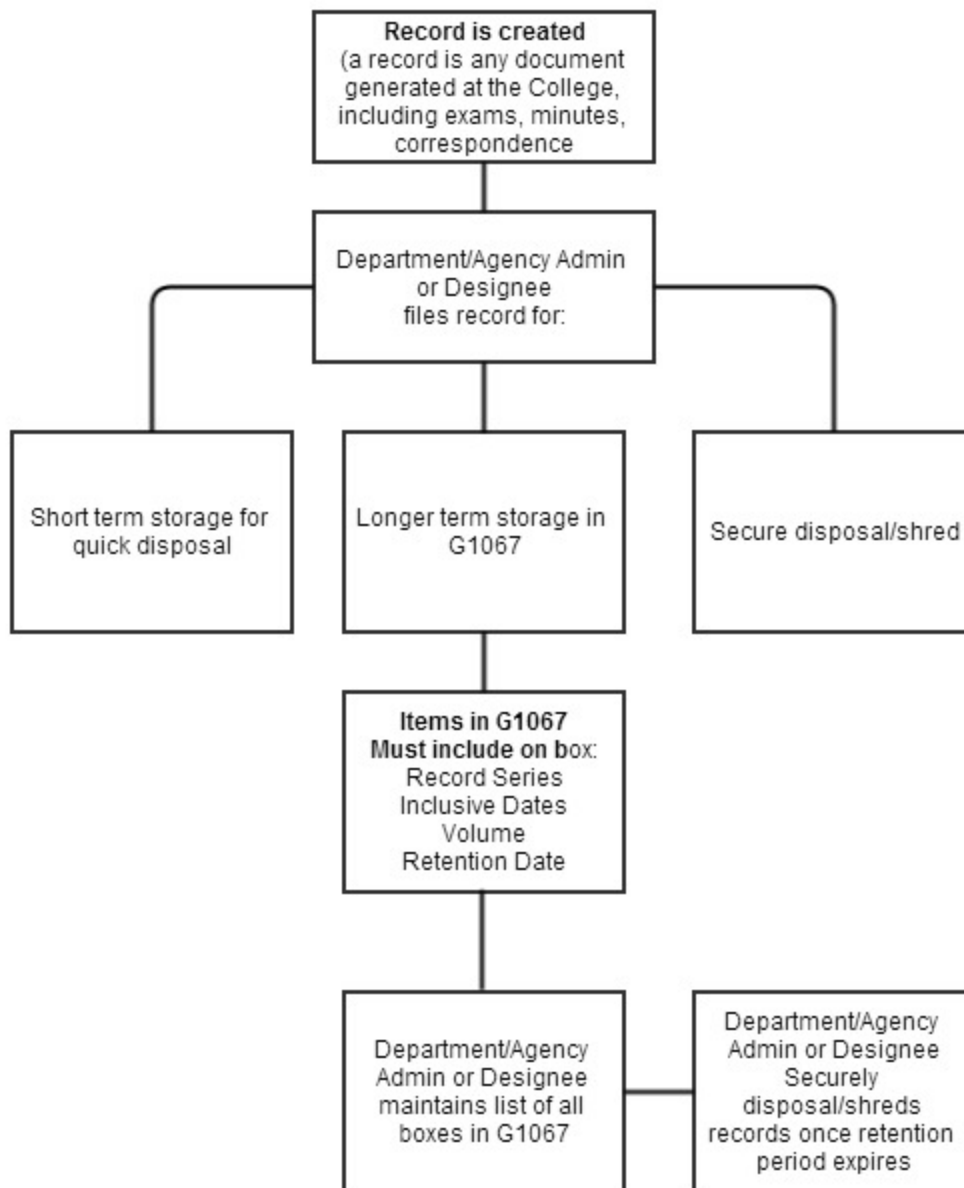 Record is created
(a record is any document
generated at the College,
including exams, minutes,
correspondence
Department/Agency Admin
or Designee
files record for:
Short term storage for
quick disposal
Longer term storage in
G1067
Secure disposal/shred
Items in G1067
Must include on box:
Record Series
Inclusive Dates
Volume
Retention Date
Department/Agency
Admin or Designee
maintains list of all
boxes in G1067
Department/Agency
Admin or Designee
Securely
disposal/shreds
records once retention
period expires